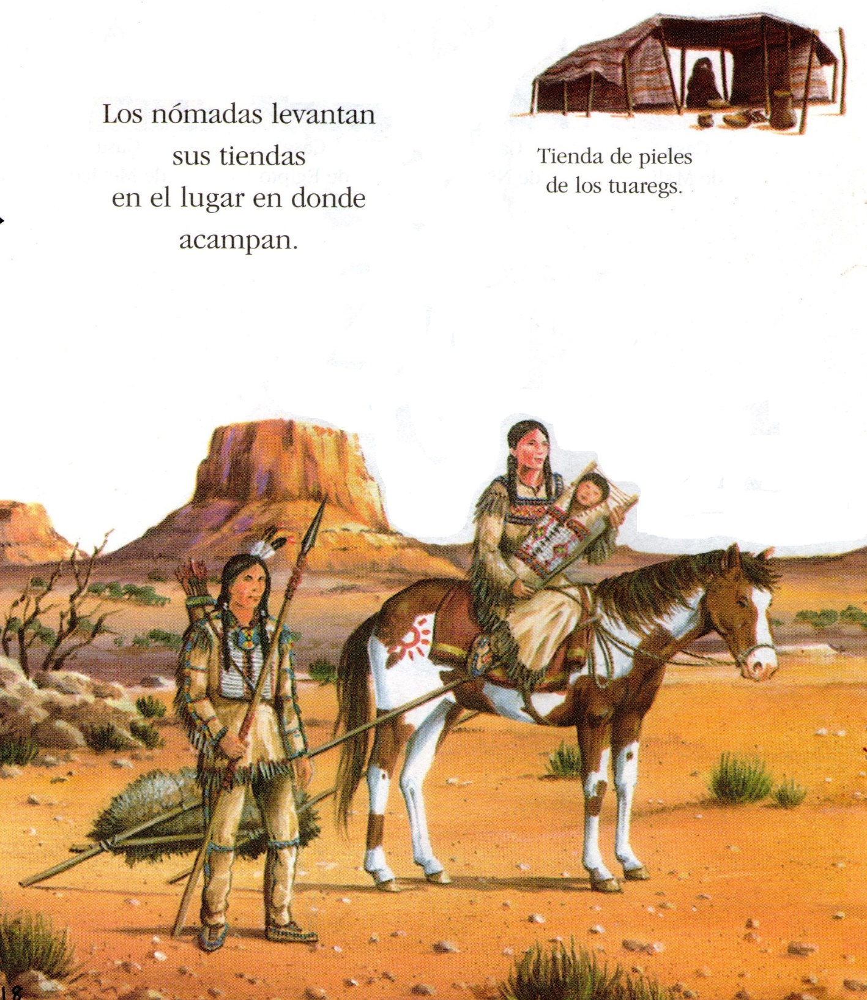 Los nómadas levantan
sus tiendas
en el lugar en donde
acampan.
Tienda de pieles
de los tuaregs.
18